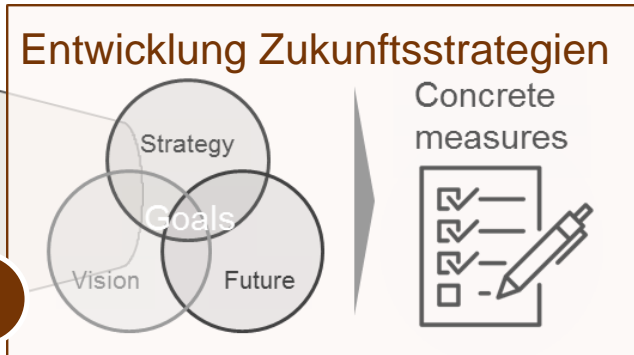 Entwicklung Zukunftsstrategien
Strategy
Goals
Vision
Future
Concrete
measures